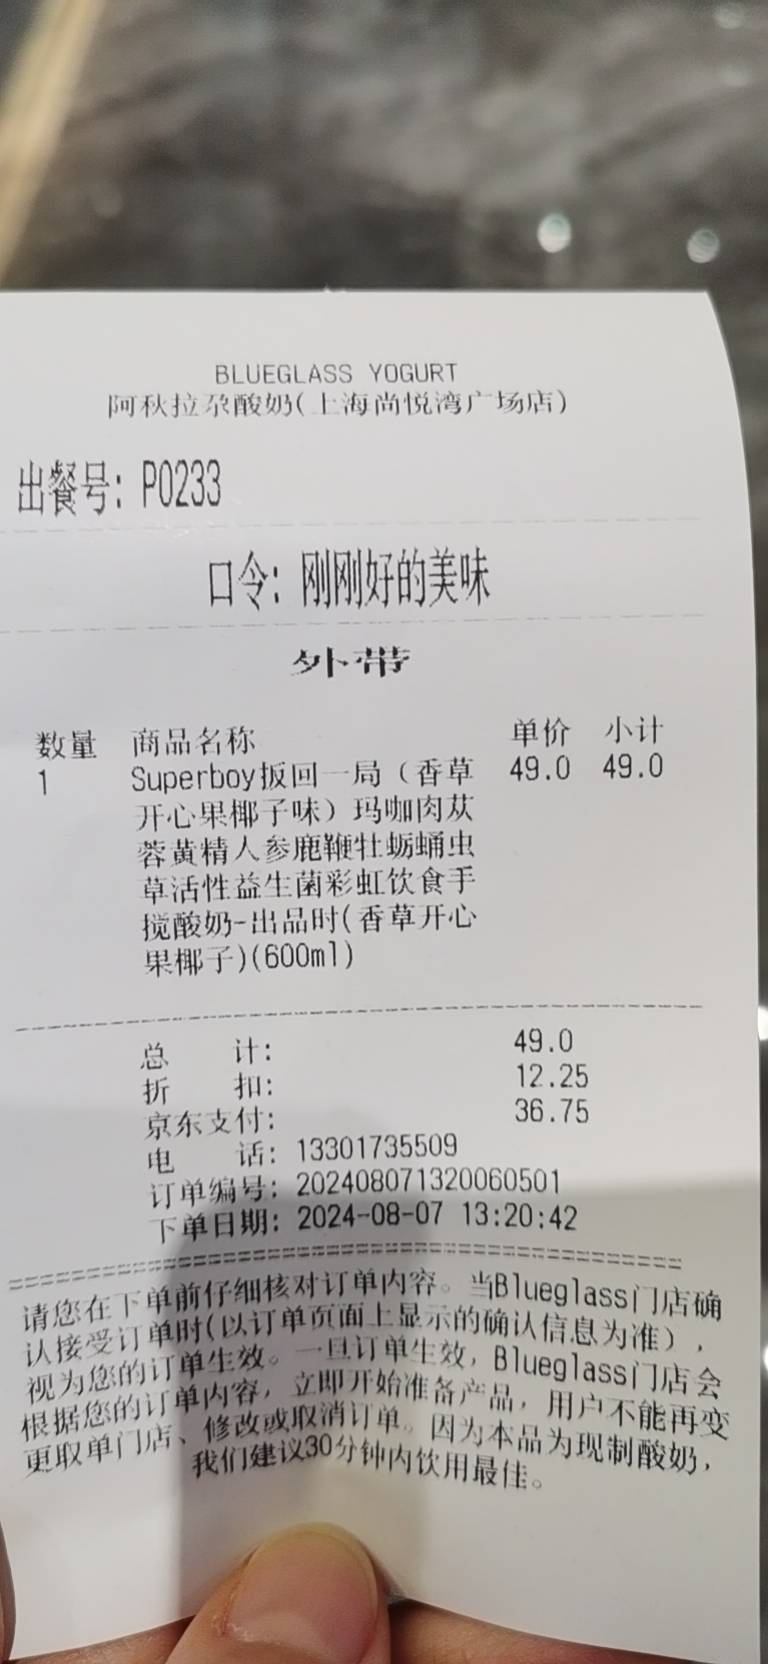 BLUEGLASS YOGURT
阿秋拉尕酸奶(上海尚悦湾广场店)
出餐号: P0233
口令: 刚刚好的美味
外带
数量 商品名称 单价 小计
1 Superboy扳回一局（香草 49.0 49.0
开心果椰子味）玛咖肉苁
蓉黄精人参鹿鞭牡蛎蛹虫
草活性益生菌彩虹饮食手
搅酸奶-出品时(香草开心
果椰子)(600ml)
总 计: 49.0
折 扣: 12.25
京东支付: 36.75
电 话: 13301735509
订单编号: 202408071320060501
下单日期: 2024-08-07 13:20:42
请您在下单前仔细核对订单内容。当Blueglass门店确
认接受订单时(以订单页面上显示的确认信息为准),
视为您的订单生效。一旦订单生效, Blueglass门店会
根据您的订单内容, 立即开始准备产品, 用户不能再变
更取单门店、修改或取消订单。因为本品为现制酸奶,
我们建议30分钟内饮用最佳。